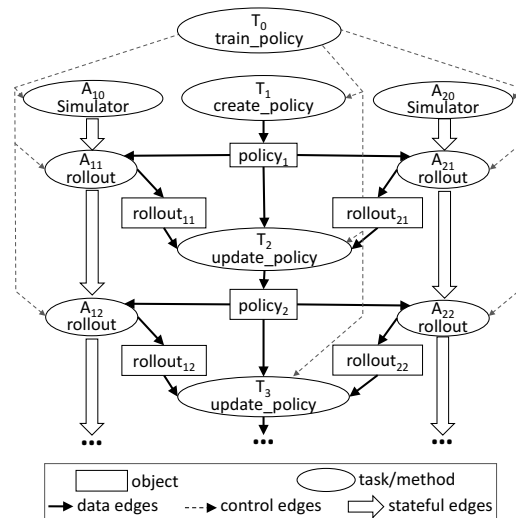 T₀
train_policy
A₁₀
Simulator
T₁
create_policy
A₂₀
Simulator
A₁₁
rollout
policy₁
A₂₁
rollout
rollout₁₁
rollout₂₁
T₂
update_policy
A₁₂
rollout
policy₂
A₂₂
rollout
rollout₁₂
rollout₂₂
T₃
update_policy
... ... ...
object
task/method
data edges
control edges
stateful edges